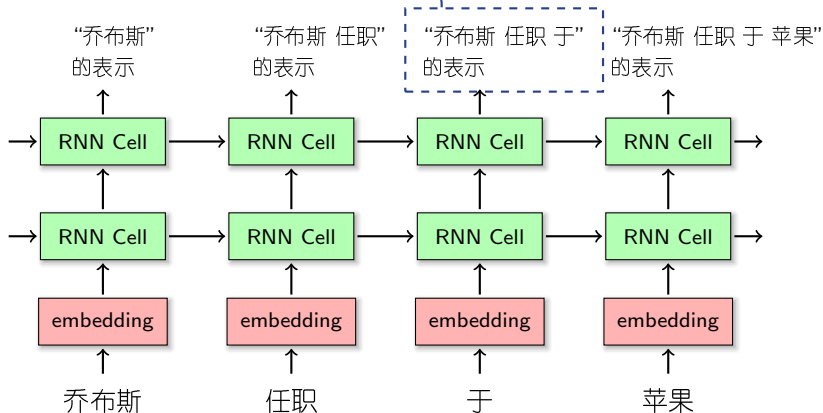 “乔布斯”
的表示
“乔布斯 任职”
的表示
“乔布斯 任职 于”
的表示
“乔布斯 任职 于 苹果”
的表示
RNN Cell RNN Cell RNN Cell RNN Cell
RNN Cell RNN Cell RNN Cell RNN Cell
embedding embedding embedding embedding
乔布斯 任职 于 苹果